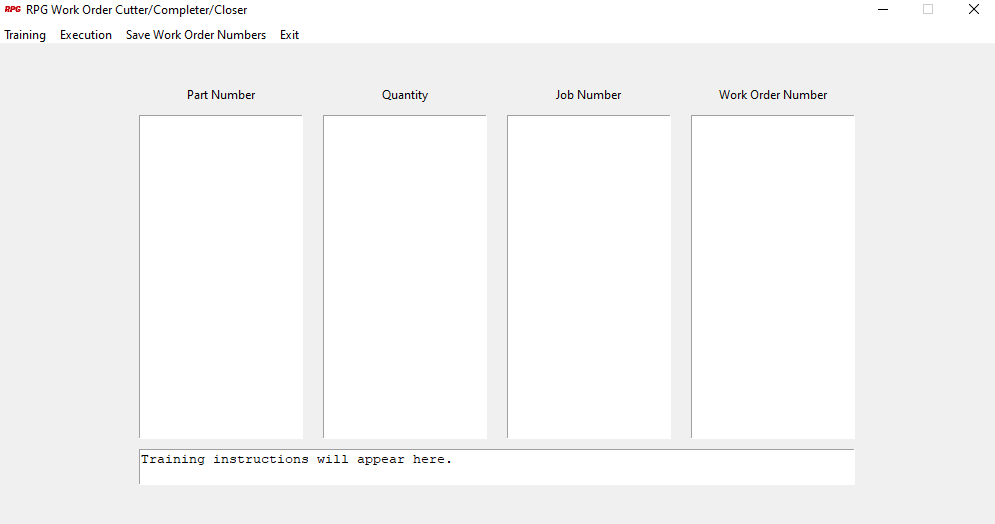 RPG RPG Work Order Cutter/Completer/Closer
Training Execution Save Work Order Numbers Exit
Part Number Quantity Job Number Work Order Number
Training instructions will appear here.